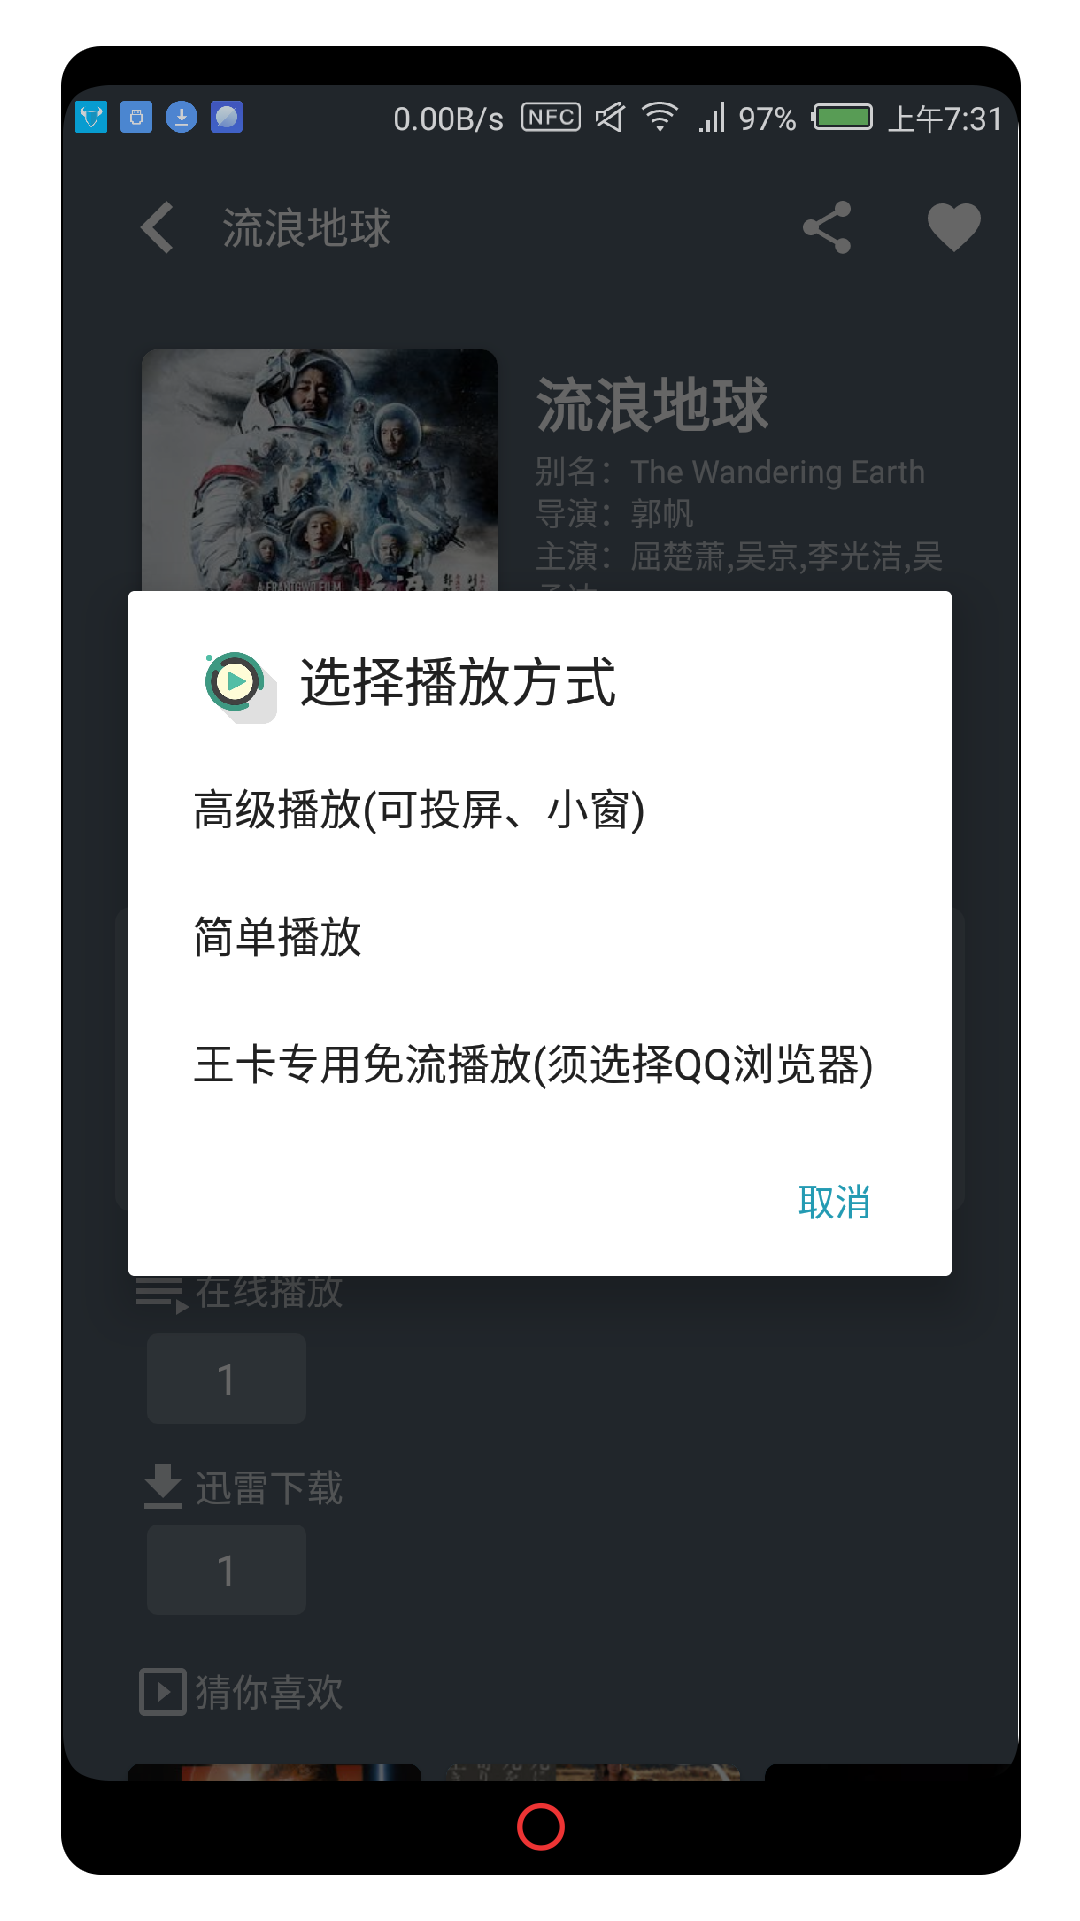 0.00B/s NFC 97% 上午7:31
流浪地球
流浪地球
别名：The Wandering Earth
导演：郭帆
主演：屈楚萧,吴京,李光洁,吴
选择播放方式
高级播放(可投屏、小窗)
简单播放
王卡专用免流播放(须选择QQ浏览器)
取消
在线播放
1
迅雷下载
1
猜你喜欢